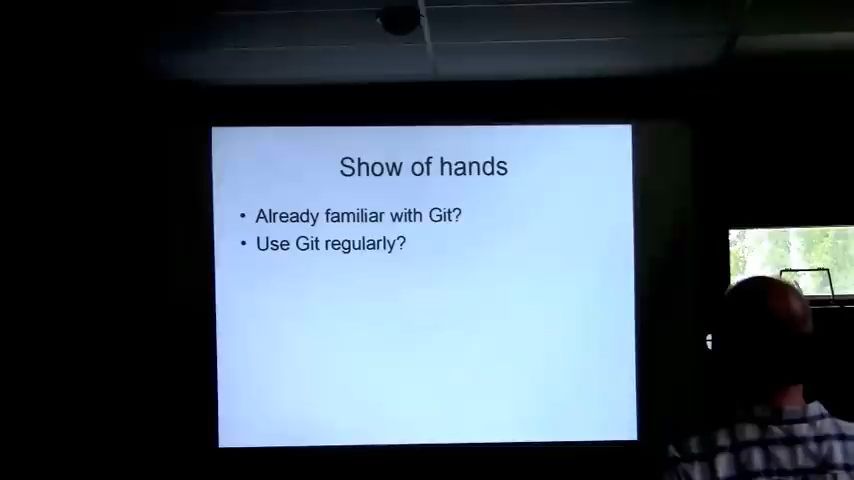 Show of hands
• Already familiar with Git?
• Use Git regularly?